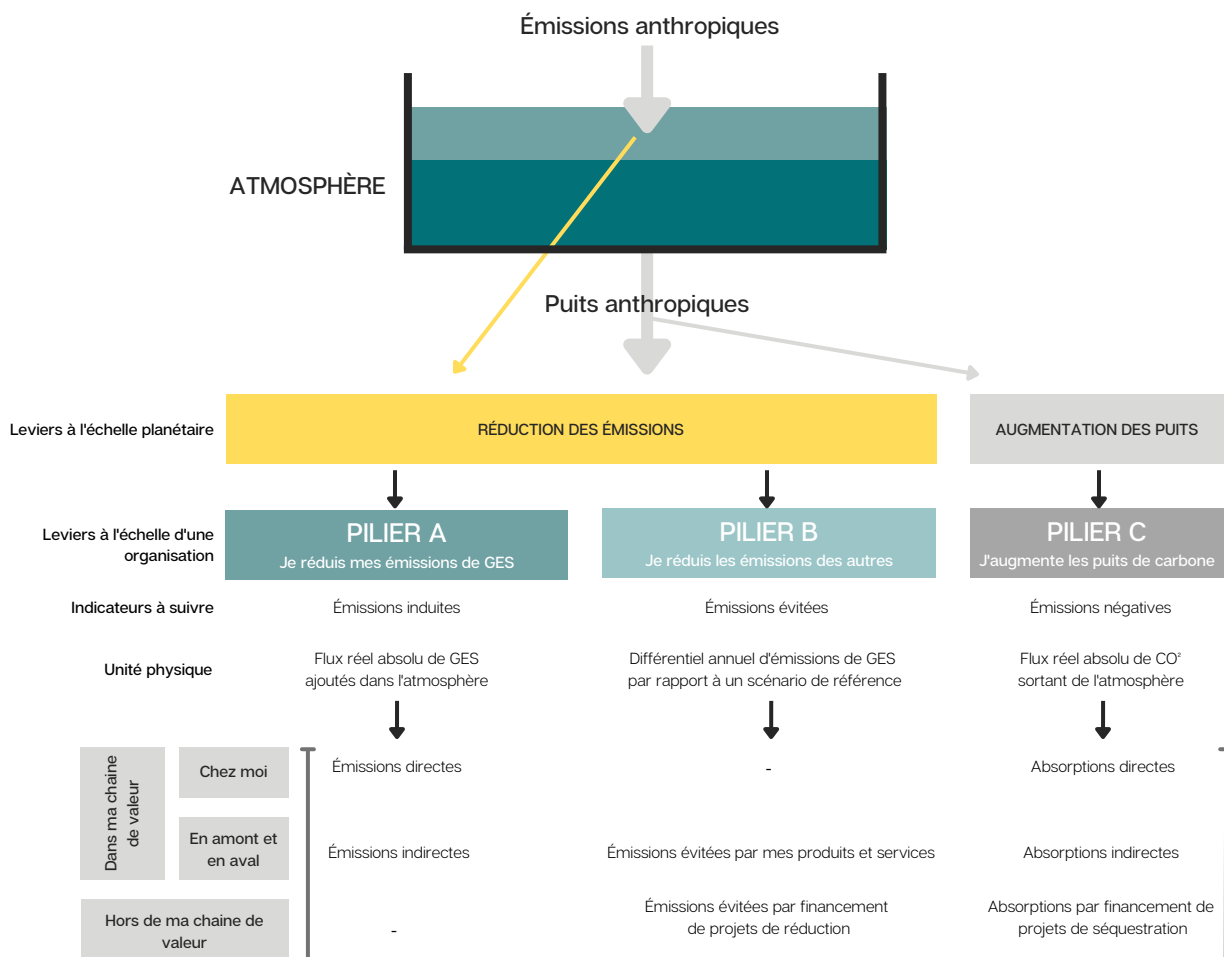 Émissions anthropiques
ATMOSPHÈRE
Puits anthropiques
Leviers à l'échelle planétaire
RÉDUCTION DES ÉMISSIONS
AUGMENTATION DES PUITS
Leviers à l'échelle d'une
organisation
PILIER A
Je réduis mes émissions de GES
PILIER B
Je réduis les émissions des autres
PILIER C
J'augmente les puits de carbone
Indicateurs à suivre
Émissions induites
Émissions évitées
Émissions négatives
Unité physique
Flux réel absolu de GES
ajoutés dans l'atmosphère
Différentiel annuel d'émissions de GES
par rapport à un scénario de référence
Flux réel absolu de CO²
sortant de l'atmosphère
Dans ma chaine
de valeur
Chez moi
Émissions directes
-
Absorptions directes
En amont et
en aval
Émissions indirectes
Émissions évitées par mes produits et services
Absorptions indirectes
Hors de ma chaine de
valeur
-
Émissions évitées par financement
de projets de réduction
Absorptions par financement de
projets de séquestration